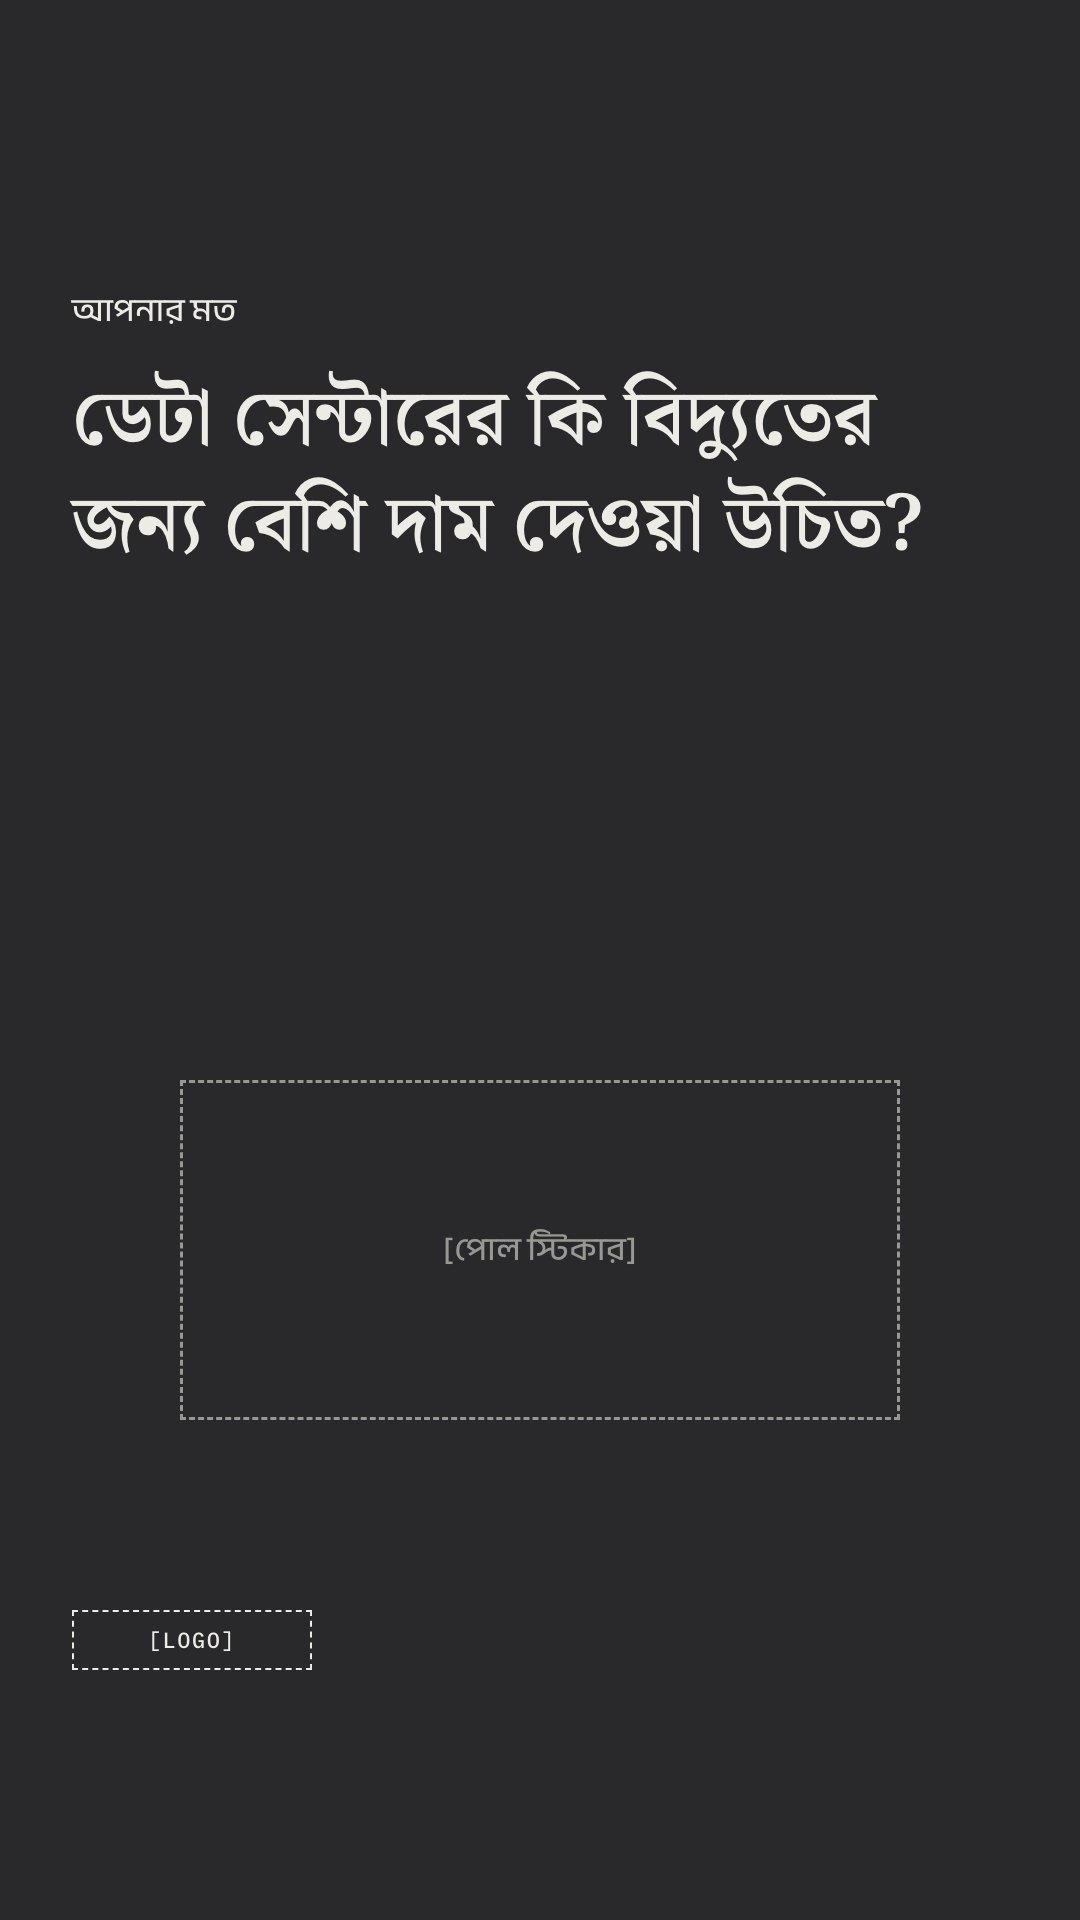 আপনার মত
ডেটা সেন্টারের কি বিদ্যুতের
জন্য বেশি দাম দেওয়া উচিত?
[পোল স্টিকার]
[LOGO]